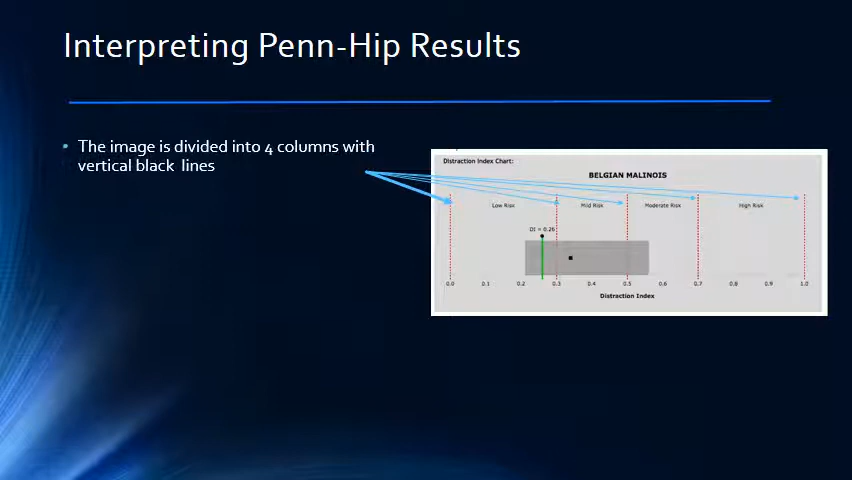 Interpreting Penn-Hip Results
• The image is divided into 4 columns with
vertical black lines
Distraction Index Chart:
BELGIAN MALINOIS
Low Risk Mild Risk Moderate Risk High Risk
DI = 0.26
0.0 0.1 0.2 0.3 0.4 0.5 0.6 0.7 0.8 0.9 1.0
Distraction Index